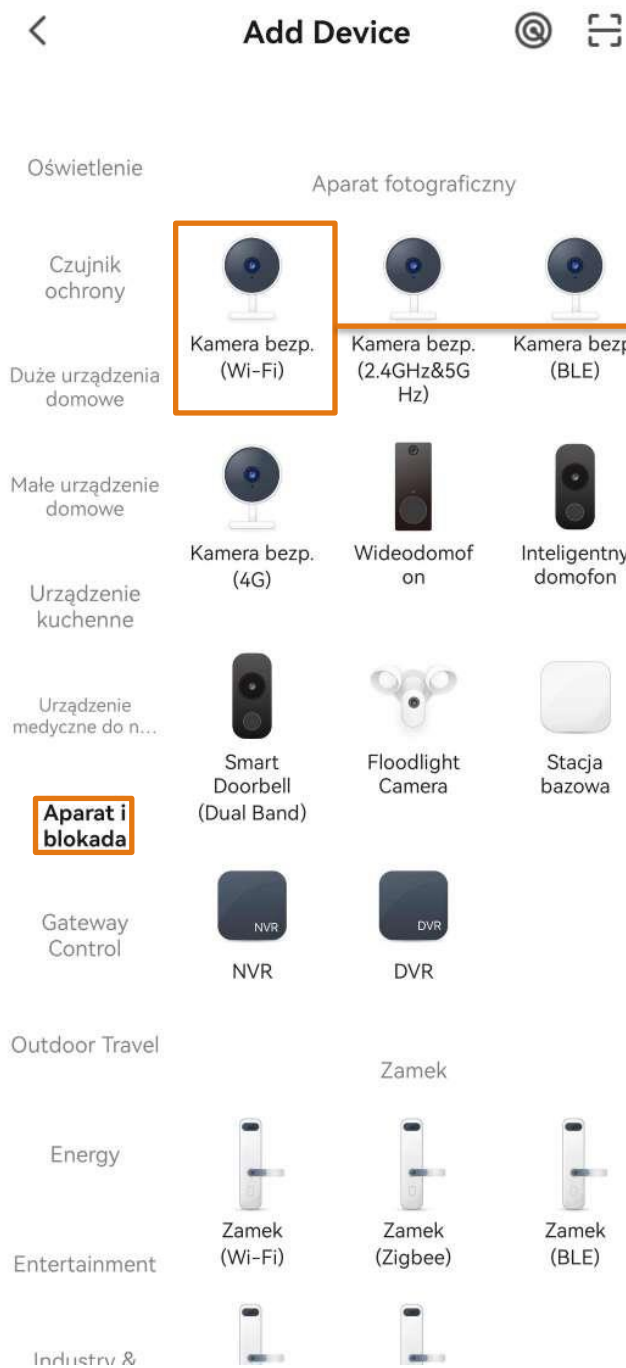 Add Device
Oświetlenie
Czujnik
ochrony
Duże urządzenia
domowe
Małe urządzenie
domowe
Urządzenie
kuchenne
Urządzenie
medyczne do n...
Aparat i
blokada
Gateway
Control
Outdoor Travel
Energy
Entertainment
Industry &
Aparat fotograficzny
Kamera bezp.
(Wi-Fi)
Kamera bezp.
(2.4GHz&5G
Hz)
Kamera bezp
(BLE)
Kamera bezp.
(4G)
Wideodomof
on
Inteligentny
domofon
Smart
Doorbell
(Dual Band)
Floodlight
Camera
Stacja
bazowa
NVR
NVR
DVR
DVR
Zamek
Zamek
(Wi-Fi)
Zamek
(Zigbee)
Zamek
(BLE)